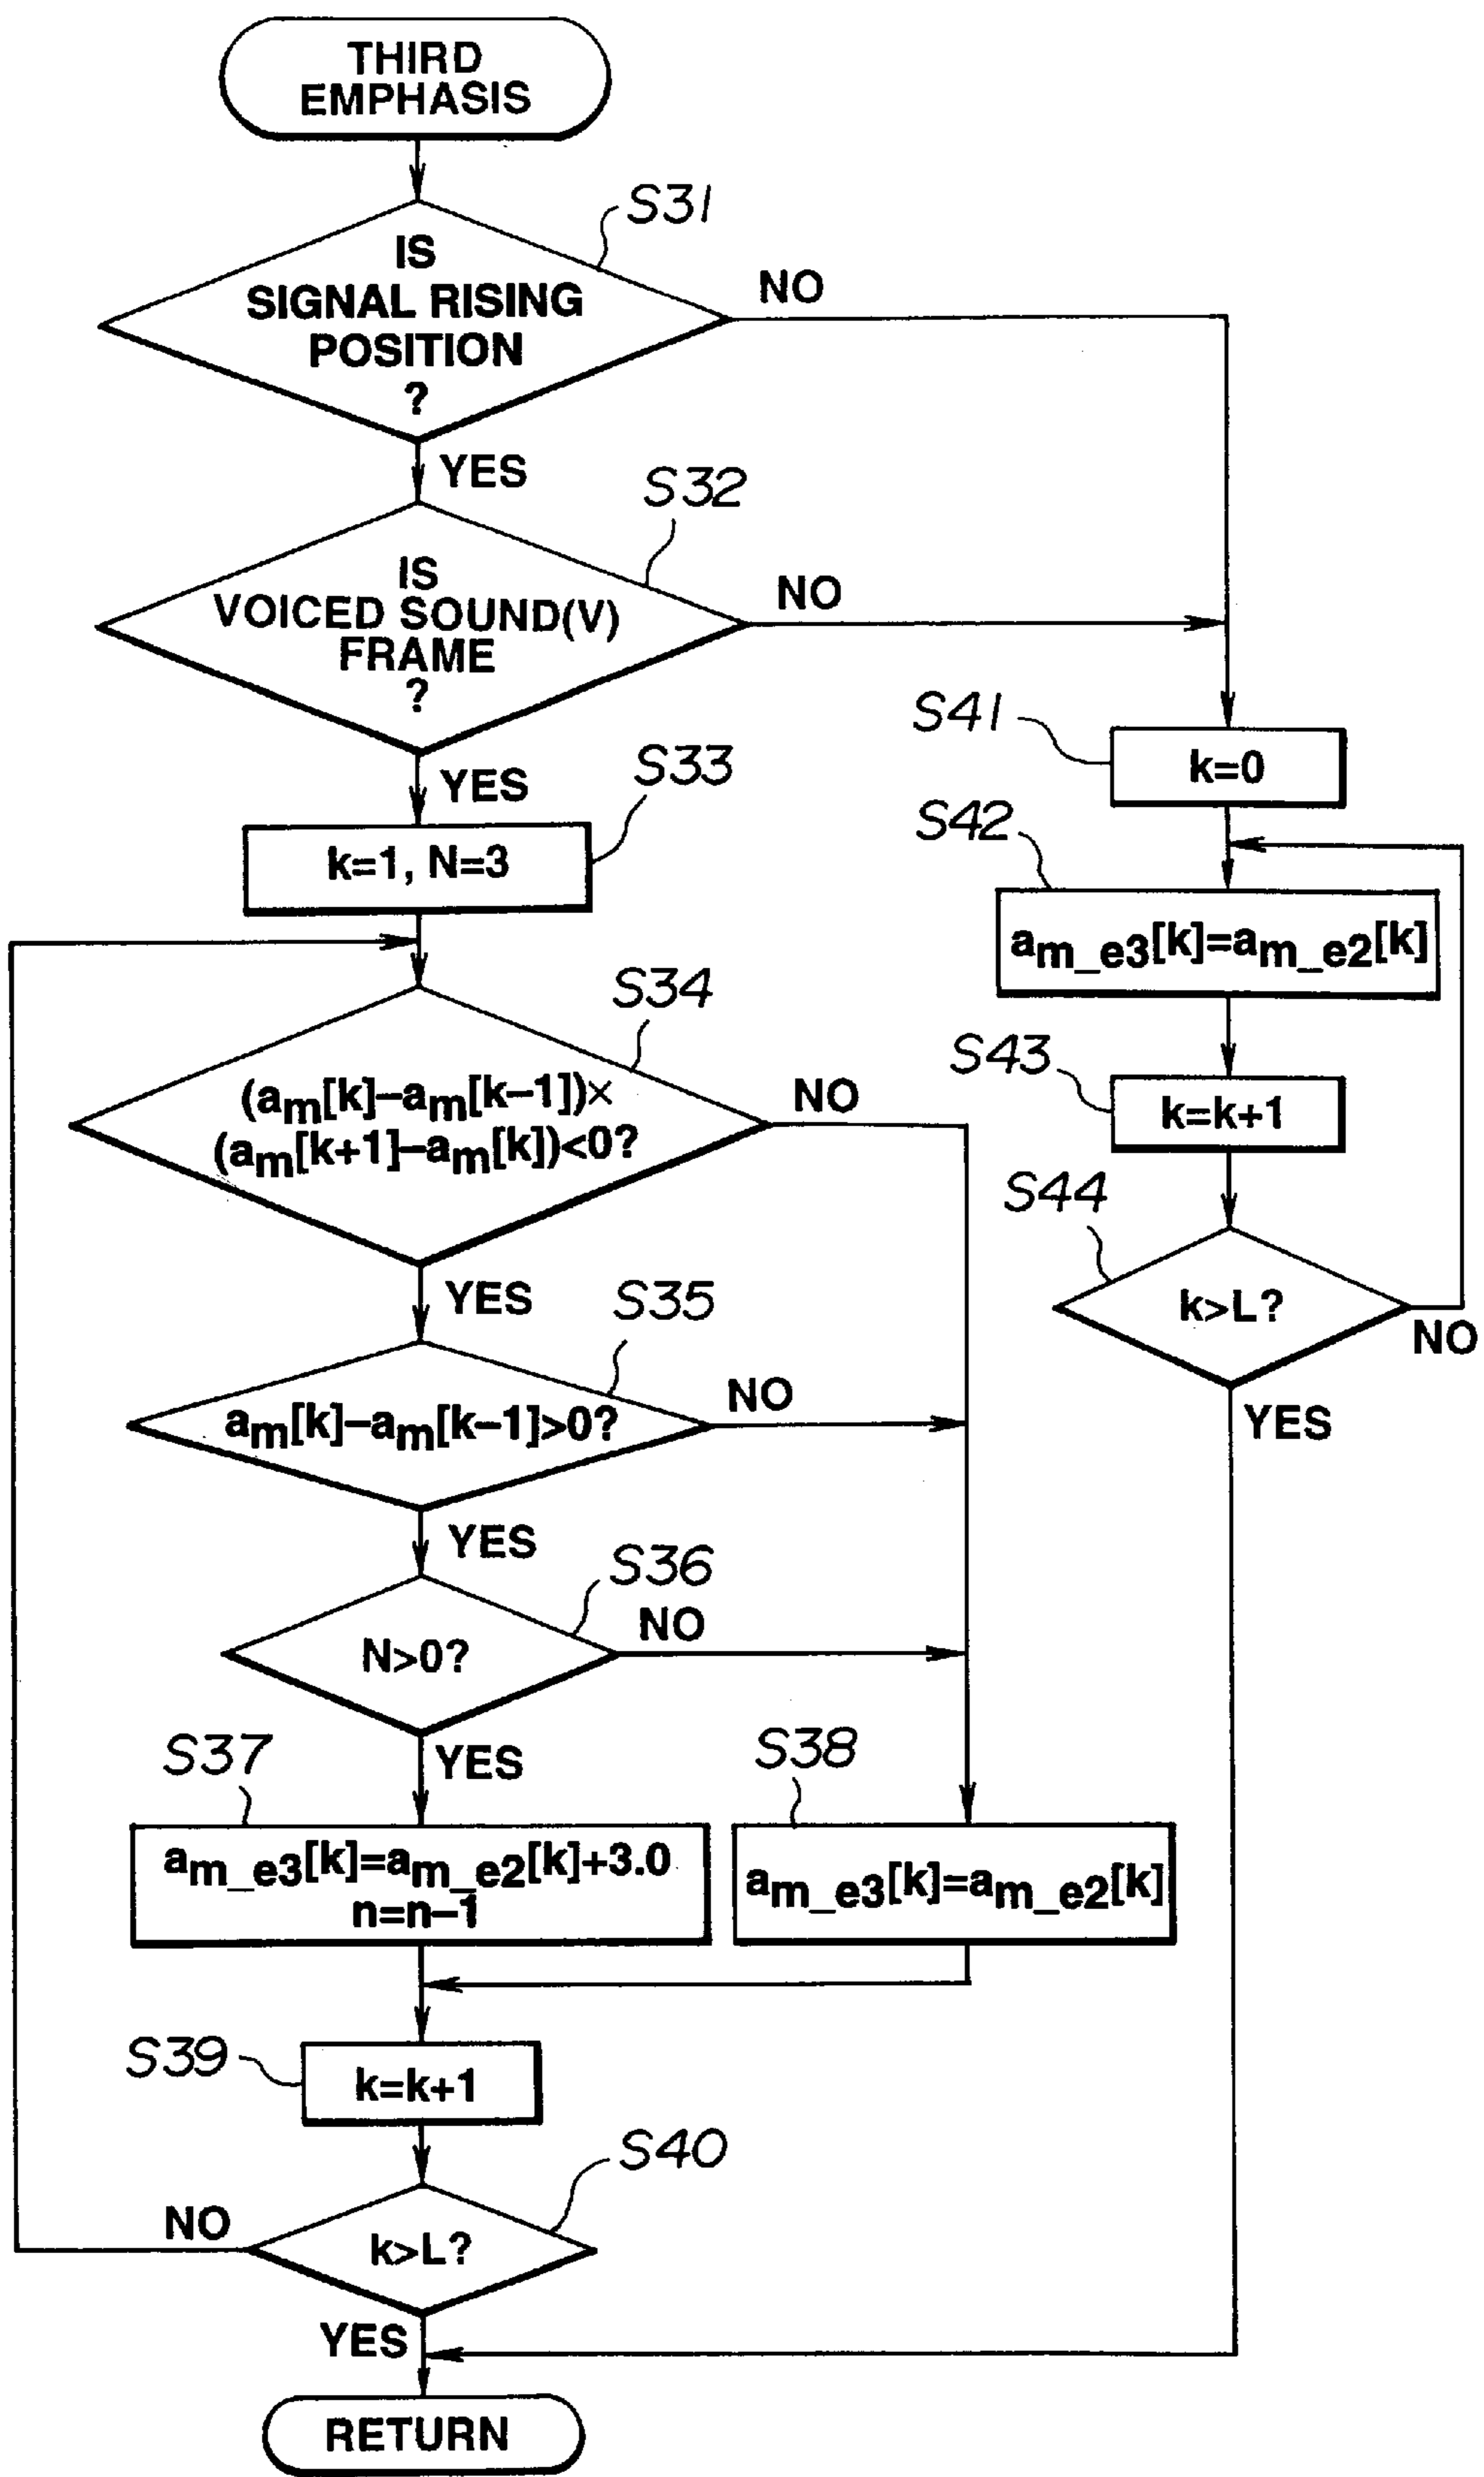 THIRD
EMPHASIS
S31
IS
SIGNAL RISING
POSITION
?
NO
YES
S32
IS
VOICED SOUND(V)
FRAME
?
NO
YES
S33
k=1, N=3
S41
k=0
S42
am_e3[k]=am_e2[k]
S43
k=k+1
S44
k>L?
NO
YES
S34
(am[k]–am[k–1])×
(am[k+1]–am[k])<0?
NO
YES
S35
am[k]–am[k–1]>0?
NO
YES
S36
N>0?
NO
YES
S37
am_e3[k]=am_e2[k]+3.0
n=n–1
S38
am_e3[k]=am_e2[k]
S39
k=k+1
S40
k>L?
NO
YES
RETURN